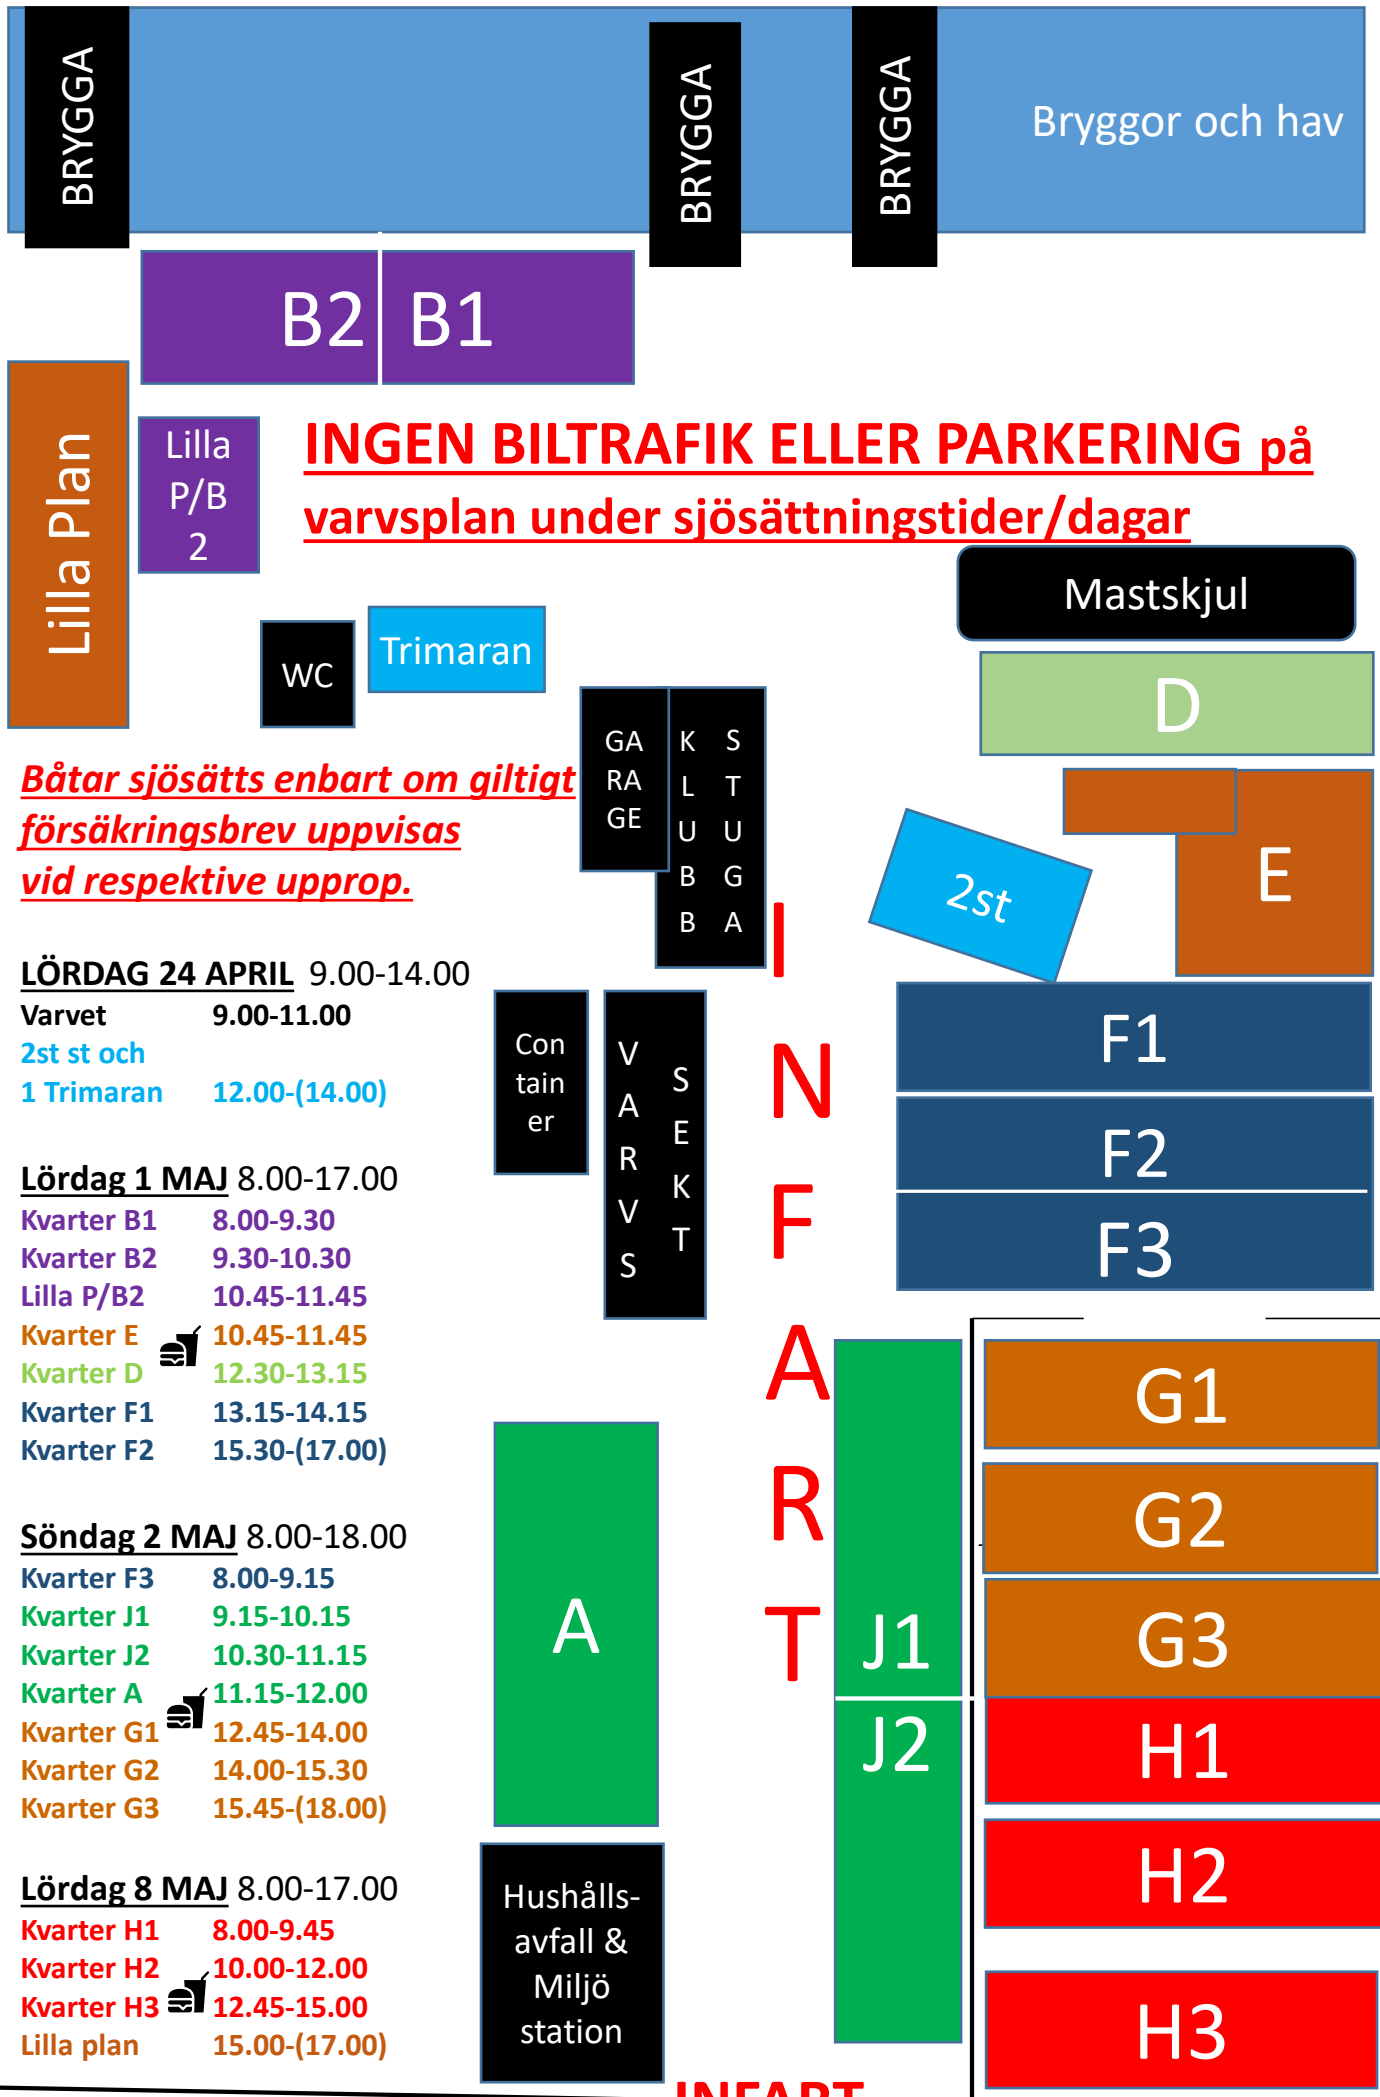 BRYGGA
BRYGGA
BRYGGA
Bryggor och hav
B2
B1
Lilla Plan
Lilla
P/B
2
INGEN BILTRAFIK ELLER PARKERING på
varvsplan under sjösättningstider/dagar
Mastskjul
WC
Trimaran
D
GA
RA
GE
KLUBB
STUGA
E
2st
Båtar sjösätts enbart om giltigt
försäkringsbrev uppvisas
vid respektive upprop.
INFART
LÖRDAG 24 APRIL 9.00-14.00
Varvet 9.00-11.00
2st st och
1 Trimaran 12.00-(14.00)
Con
tain
er
VARVS
SEKT
F1
F2
F3
Lördag 1 MAJ 8.00-17.00
Kvarter B1 8.00-9.30
Kvarter B2 9.30-10.30
Lilla P/B2 10.45-11.45
Kvarter E 10.45-11.45
Kvarter D 12.30-13.15
Kvarter F1 13.15-14.15
Kvarter F2 15.30-(17.00)
G1
G2
G3
A
J1
J2
H1
H2
H3
Söndag 2 MAJ 8.00-18.00
Kvarter F3 8.00-9.15
Kvarter J1 9.15-10.15
Kvarter J2 10.30-11.15
Kvarter A 11.15-12.00
Kvarter G1 12.45-14.00
Kvarter G2 14.00-15.30
Kvarter G3 15.45-(18.00)
Lördag 8 MAJ 8.00-17.00
Kvarter H1 8.00-9.45
Kvarter H2 10.00-12.00
Kvarter H3 12.45-15.00
Lilla plan 15.00-(17.00)
Hushålls-
avfall &
Miljö
station
INFART